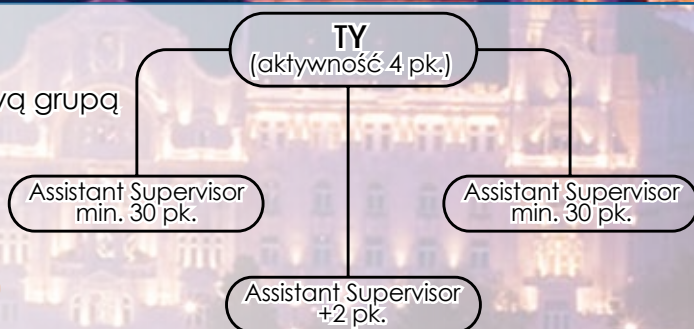 TY
(aktywność 4 pk.)
grupą
Assistant Supervisor
min. 30 pk.
Assistant Supervisor
min. 30 pk.
Assistant Supervisor
+2 pk.